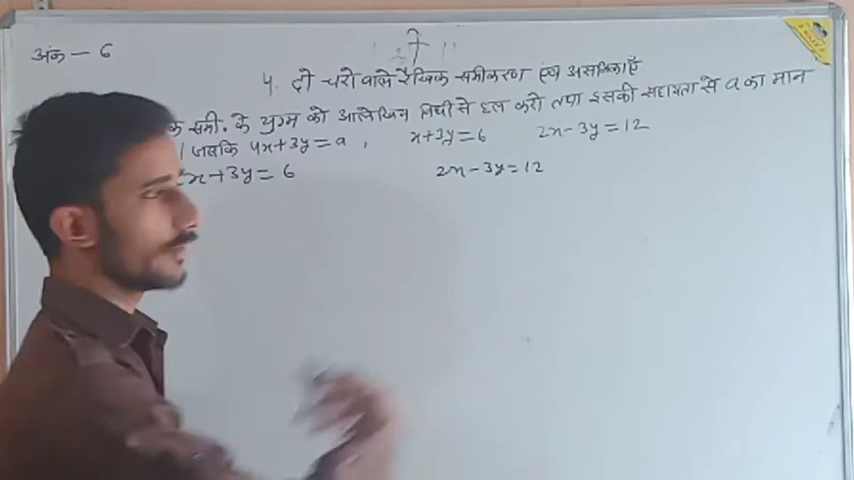 अंक - 6
श्री
4. दो चरो वाले रैखिक समीकरण एवं असमिकाएँ
क समी. के युग्म को आलेखिय विधी से हल करो तथा इसकी सहायता से a का मान
जबकि 4x+3y=a, x+3y=6 2x-3y=12
x+3y=6 2x-3y=12